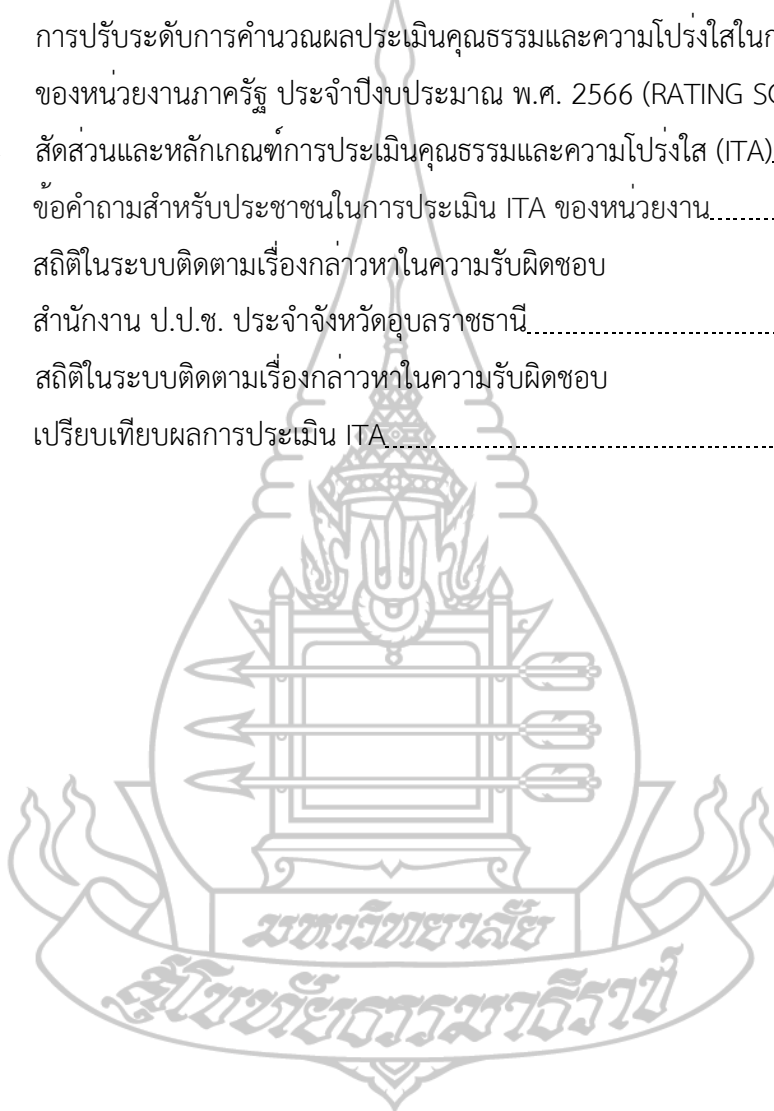 การปรับระดับการคำนวณผลประเมินคุณธรรมและความโปร่งใสในก
ของหน่วยงานภาครัฐ ประจำปีงบประมาณ พ.ศ. 2566 (RATING SC
สัดส่วนและหลักเกณฑ์การประเมินคุณธรรมและความโปร่งใส (ITA)
ข้อคำถามสำหรับประชาชนในการประเมิน ITA ของหน่วยงาน
สถิติในระบบติดตามเรื่องกล่าวหาในความรับผิดชอบ
สำนักงาน ป.ป.ช. ประจำจังหวัดอุบลราชธานี
สถิติในระบบติดตามเรื่องกล่าวหาในความรับผิดชอบ
เปรียบเทียบผลการประเมิน ITA
มหาวิทยาลัย
สุโขทัยธรรมาธิราช